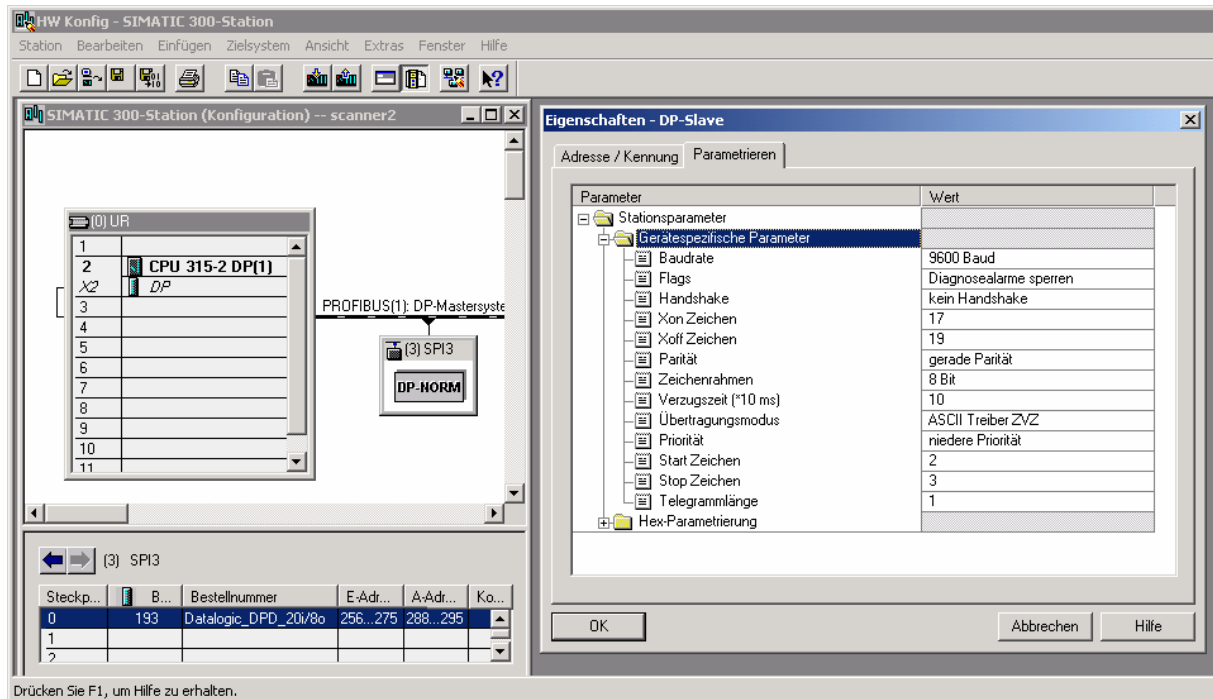 HW Konfig - SIMATIC 300-Station
Station Bearbeiten Einfügen Zielsystem Ansicht Extras Fenster Hilfe
SIMATIC 300-Station (Konfiguration) -- scanner2
(0) UR
1
2 CPU 315-2 DP(1)
X2 DP
3
4
5
6
7
8
9
10
11
PROFIBUS(1): DP-Mastersyste
(3) SPI3
DP-NORM
(3) SPI3
Steckp... B... Bestellnummer E-Adr... A-Adr... Ko...
0 193 Datalogic_DPD_20i/8o 256...275 288...295
1
2
Eigenschaften - DP-Slave
Adresse / Kennung Parametrieren
Parameter Wert
Stationsparameter
Gerätespezifische Parameter
Baudrate 9600 Baud
Flags Diagnosealarme sperren
Handshake kein Handshake
Xon Zeichen 17
Xoff Zeichen 19
Parität gerade Parität
Zeichenrahmen 8 Bit
Verzugszeit (*10 ms) 10
Übertragungsmodus ASCII Treiber ZVZ
Priorität niedere Priorität
Start Zeichen 2
Stop Zeichen 3
Telegrammlänge 1
Hex-Parametrierung
OK Abbrechen Hilfe
Drücken Sie F1, um Hilfe zu erhalten.